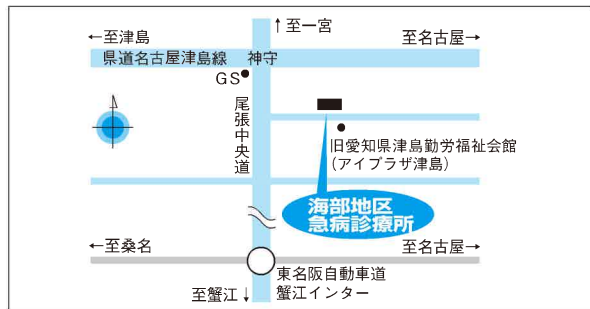 ↑至一宮
←至津島
至名古屋→
県道名古屋津島線 神守
GS
尾張中央道
旧愛知県津島勤労福祉会館
(アイプラザ津島)
海部地区
急病診療所
←至桑名
至名古屋→
東名阪自動車道
蟹江インター
至蟹江↓